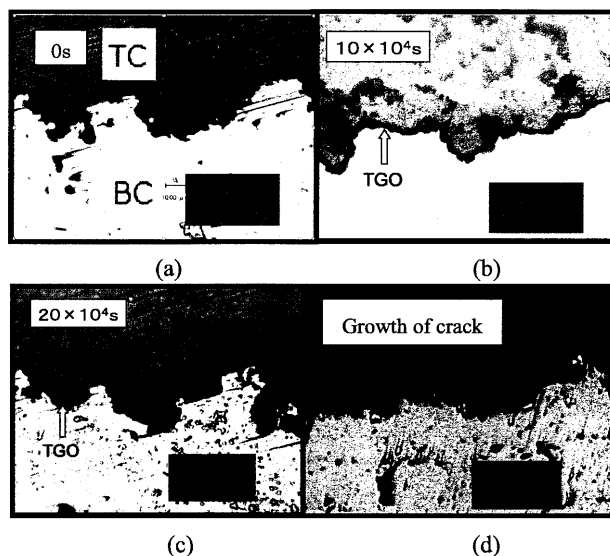 0s TC
10×10⁴s
BC
TGO
(a) (b)
20×10⁴s
Growth of crack
TGO
(c) (d)